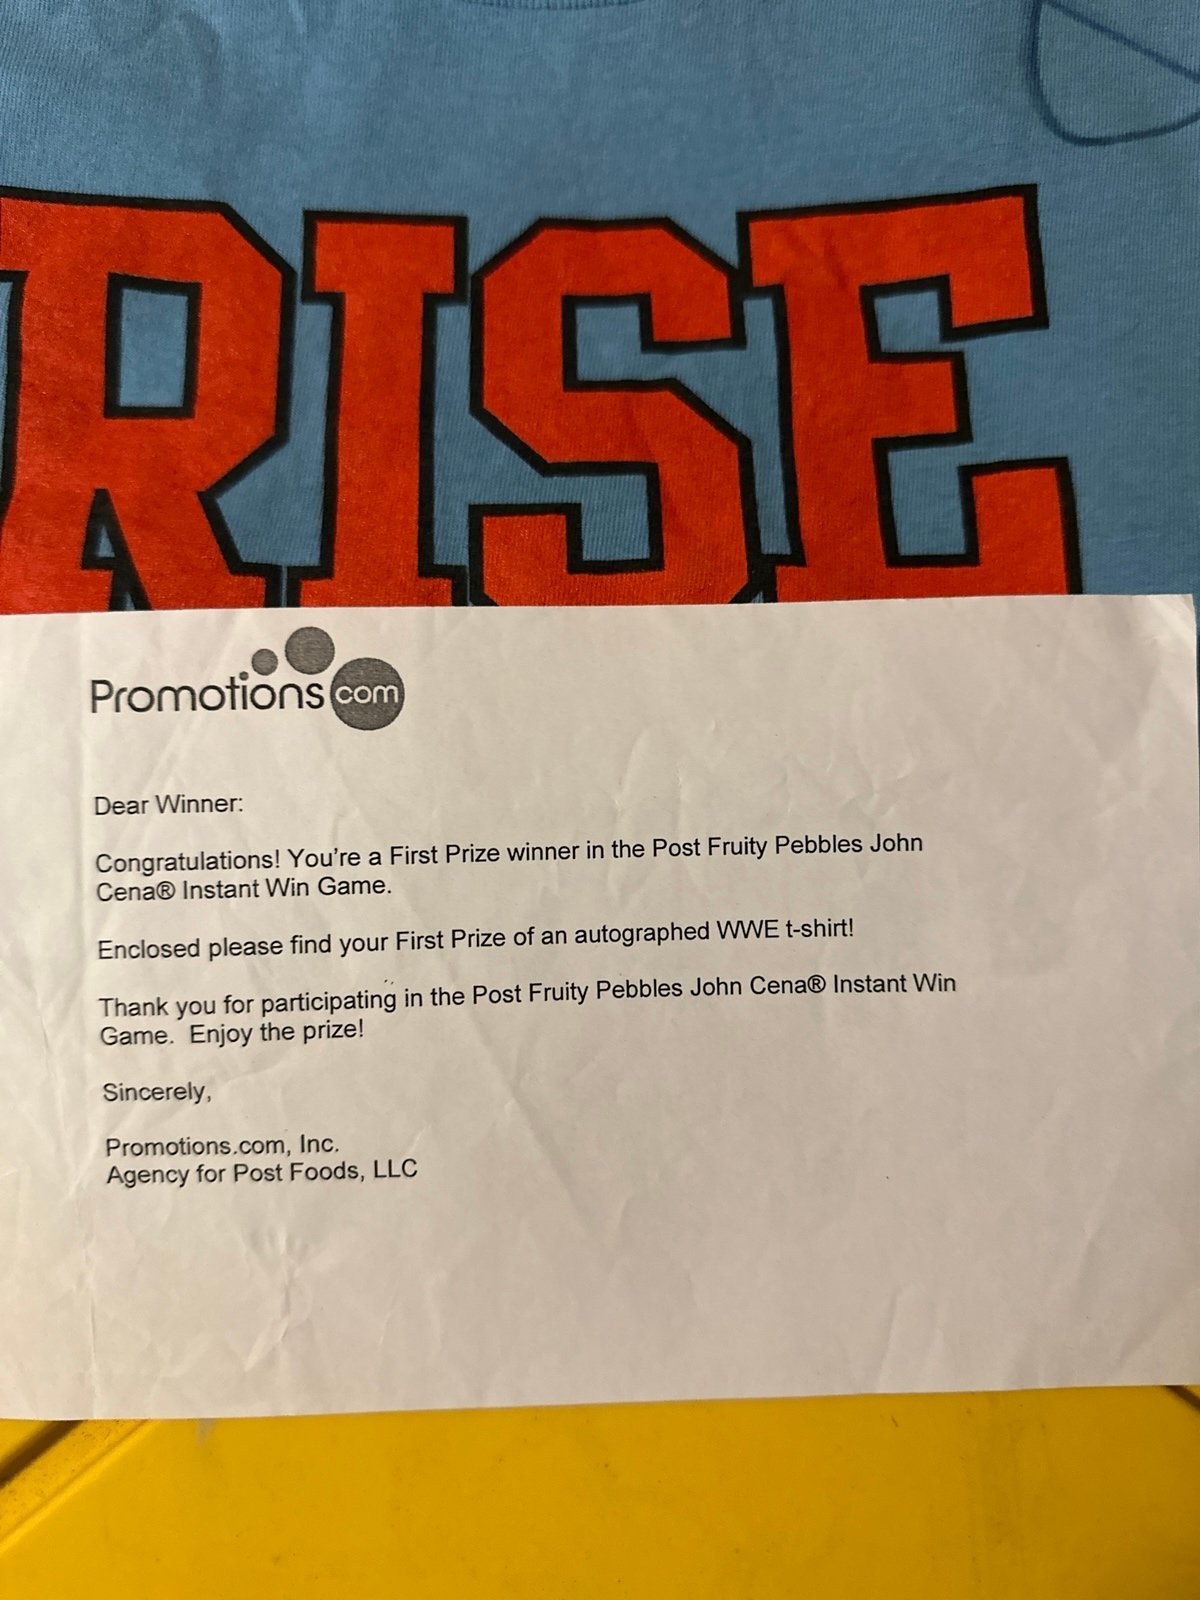 RISE
Promotions.com
Dear Winner:
Congratulations! You're a First Prize winner in the Post Fruity Pebbles John
Cena® Instant Win Game.
Enclosed please find your First Prize of an autographed WWE t-shirt!
Thank you for participating in the Post Fruity Pebbles John Cena® Instant Win
Game.  Enjoy the prize!
Sincerely,
Promotions.com, Inc.
Agency for Post Foods, LLC